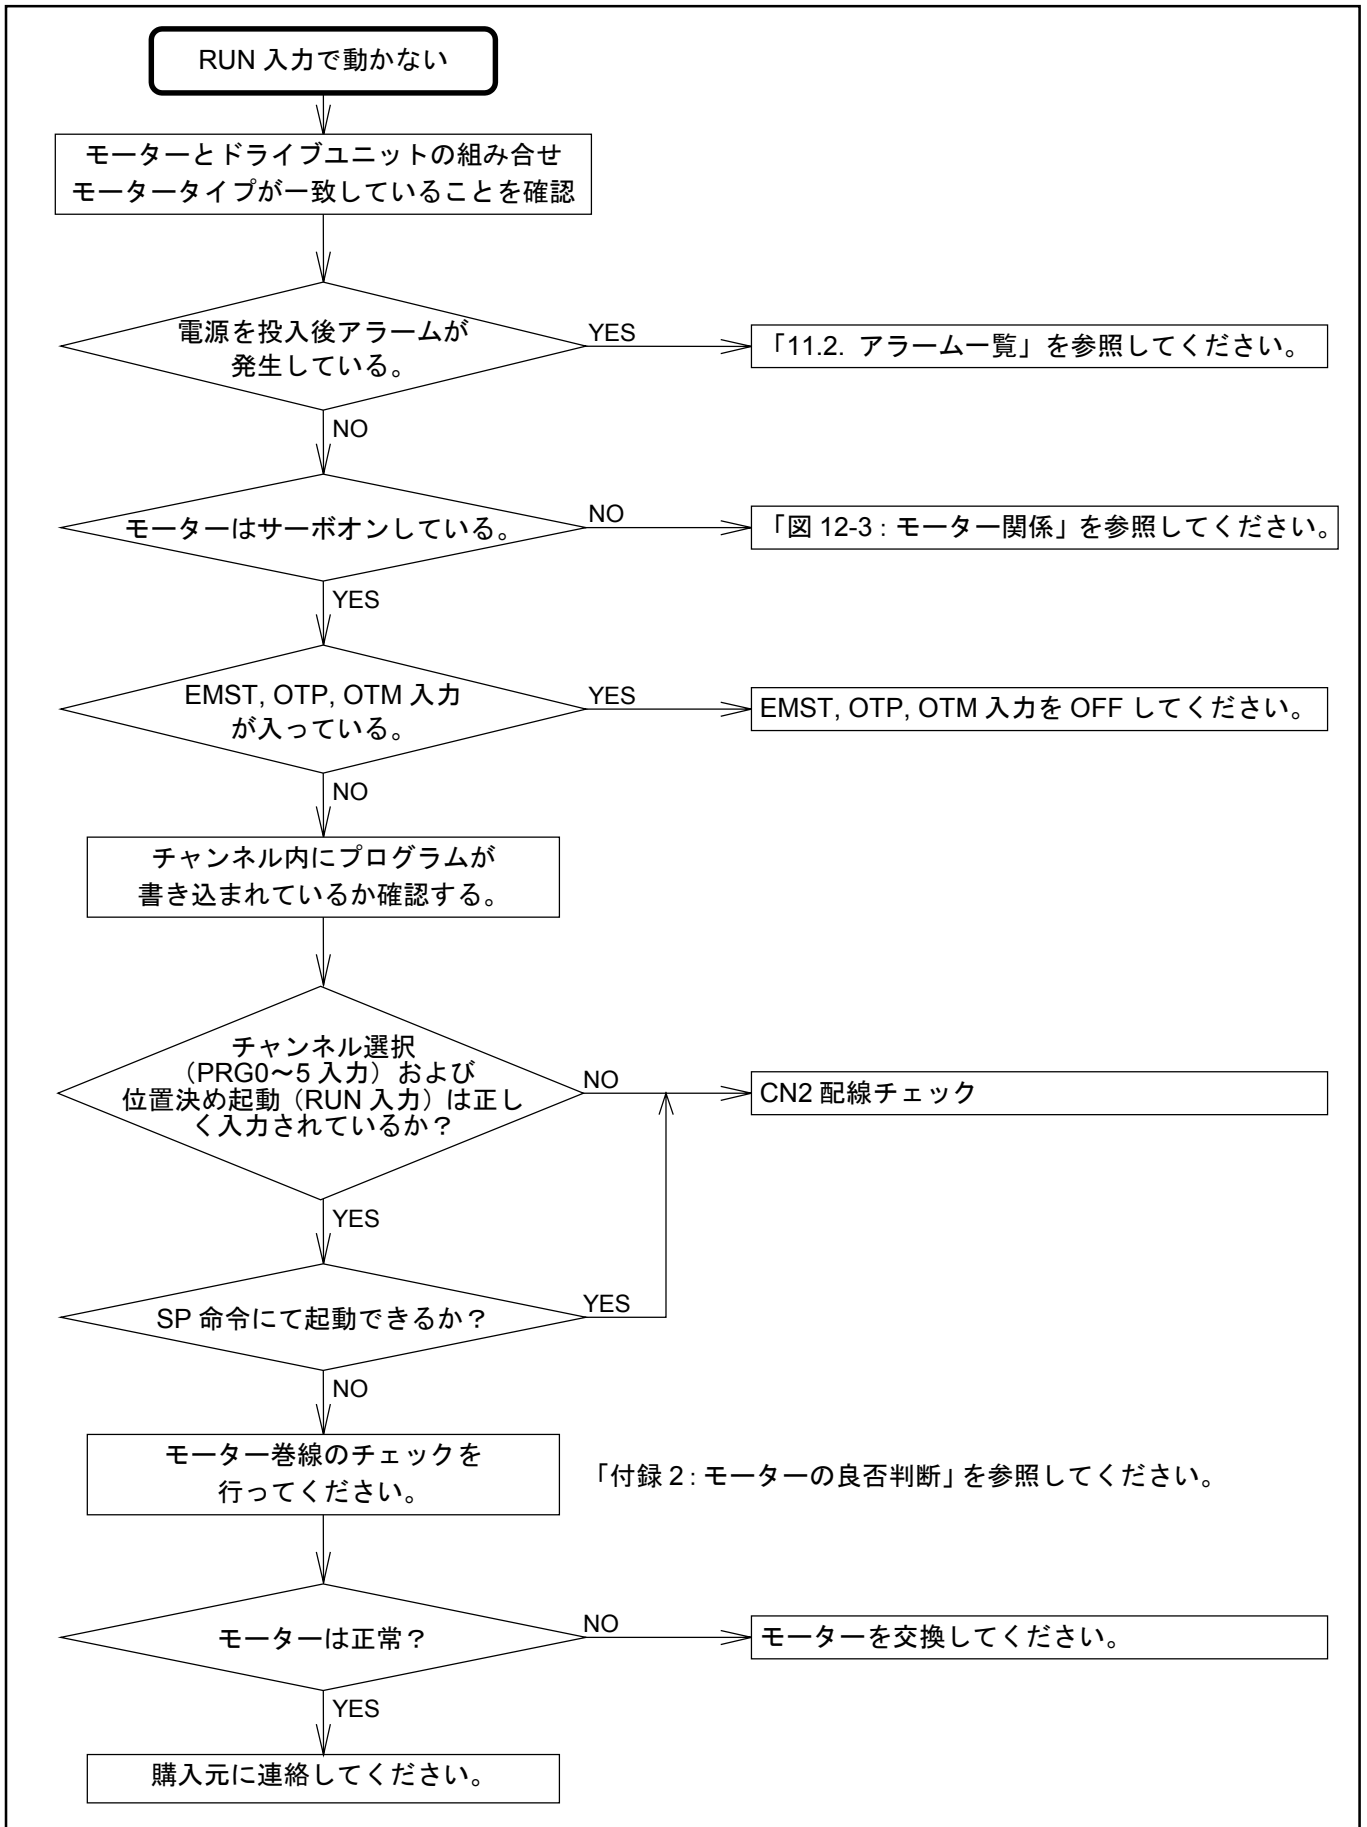 RUN 入力で動かない
モーターとドライブユニットの組み合せ
モータータイプが一致していることを確認
電源を投入後アラームが
発生している。
YES
「11.2. アラーム一覧」を参照してください。
NO
モーターはサーボオンしている。
NO
「図 12-3 : モーター関係」を参照してください。
YES
EMST, OTP, OTM 入力
が入っている。
YES
EMST, OTP, OTM 入力を OFF してください。
NO
チャンネル内にプログラムが
書き込まれているか確認する。
チャンネル選択
（PRG0～5 入力）および
位置決め起動（RUN 入力）は正し
く入力されているか？
NO
CN2 配線チェック
YES
SP 命令にて起動できるか？
YES
NO
モーター巻線のチェックを
行ってください。
「付録 2 : モーターの良否判断」を参照してください。
モーターは正常？
NO
モーターを交換してください。
YES
購入元に連絡してください。